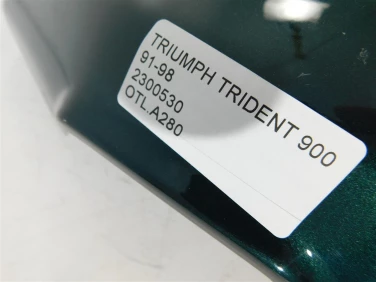 TRIUMPH TRIDENT 900
91-98
2300530
OTL.A280